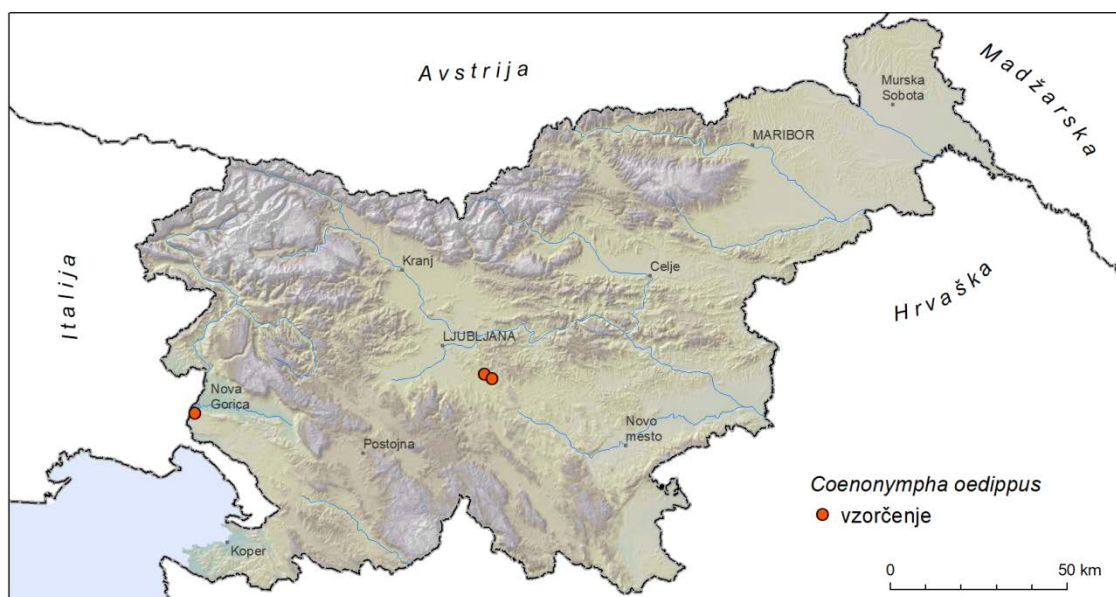 Avstrija
Madžarska
Murska
Sobota
MARIBOR
Italija
Kranj
Celje
Hrvaška
LJUBLJANA
Nova
Gorica
Novo
mesto
Postojna
Koper
Coenonympha oedippus
vzorčenje
0 50 km